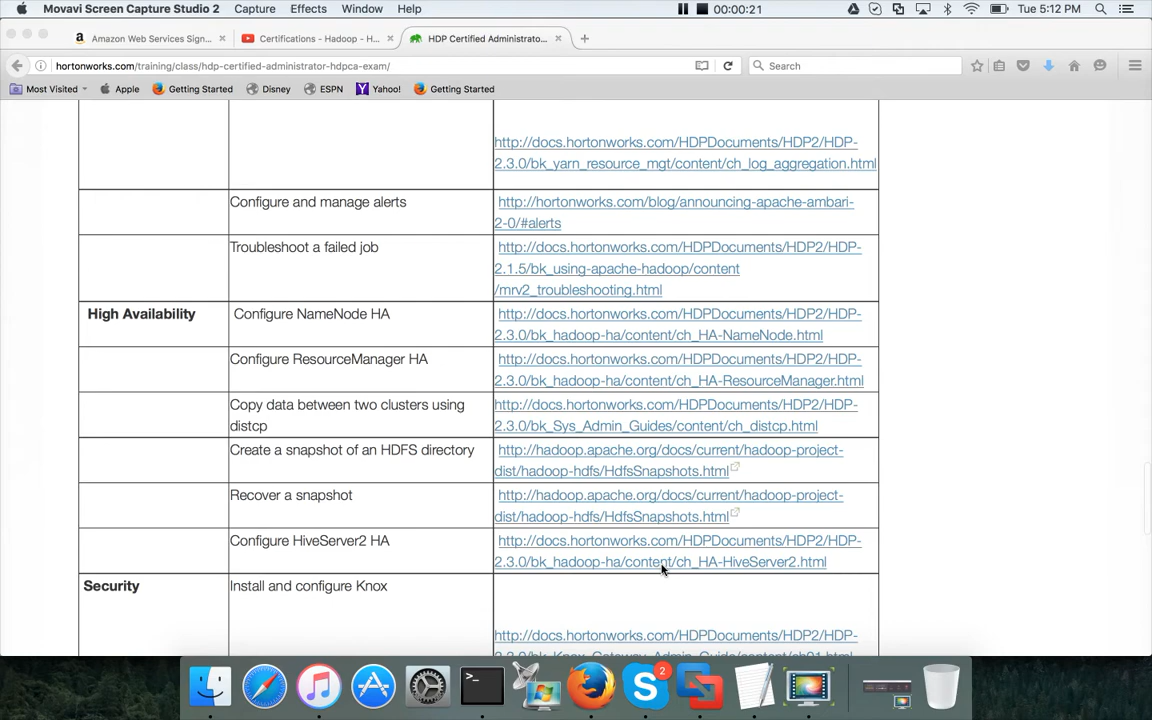 Movavi Screen Capture Studio 2 Capture Effects Window Help 00:00:21 Tue 5:12 PM
Amazon Web Services Sign... Certifications - Hadoop - H... HDP Certified Administrato...
hortonworks.com/training/class/hdp-certified-administrator-hdpca-exam/ Search
Most Visited Apple Getting Started Disney ESPN Yahoo! Getting Started
http://docs.hortonworks.com/HDPDocuments/HDP2/HDP-
2.3.0/bk_yarn_resource_mgt/content/ch_log_aggregation.html
Configure and manage alerts
http://hortonworks.com/blog/announcing-apache-ambari-
2-0/#alerts
Troubleshoot a failed job
http://docs.hortonworks.com/HDPDocuments/HDP2/HDP-
2.1.5/bk_using-apache-hadoop/content
/mrv2_troubleshooting.html
High Availability
Configure NameNode HA
http://docs.hortonworks.com/HDPDocuments/HDP2/HDP-
2.3.0/bk_hadoop-ha/content/ch_HA-NameNode.html
Configure ResourceManager HA
http://docs.hortonworks.com/HDPDocuments/HDP2/HDP-
2.3.0/bk_hadoop-ha/content/ch_HA-ResourceManager.html
Copy data between two clusters using
distcp
http://docs.hortonworks.com/HDPDocuments/HDP2/HDP-
2.3.0/bk_Sys_Admin_Guides/content/ch_distcp.html
Create a snapshot of an HDFS directory
http://hadoop.apache.org/docs/current/hadoop-project-
dist/hadoop-hdfs/HdfsSnapshots.html
Recover a snapshot
http://hadoop.apache.org/docs/current/hadoop-project-
dist/hadoop-hdfs/HdfsSnapshots.html
Configure HiveServer2 HA
http://docs.hortonworks.com/HDPDocuments/HDP2/HDP-
2.3.0/bk_hadoop-ha/content/ch_HA-HiveServer2.html
Security
Install and configure Knox
http://docs.hortonworks.com/HDPDocuments/HDP2/HDP-
2.3.0/bk_Knox_Gateway_Admin_Guide/content/ch01.html
2